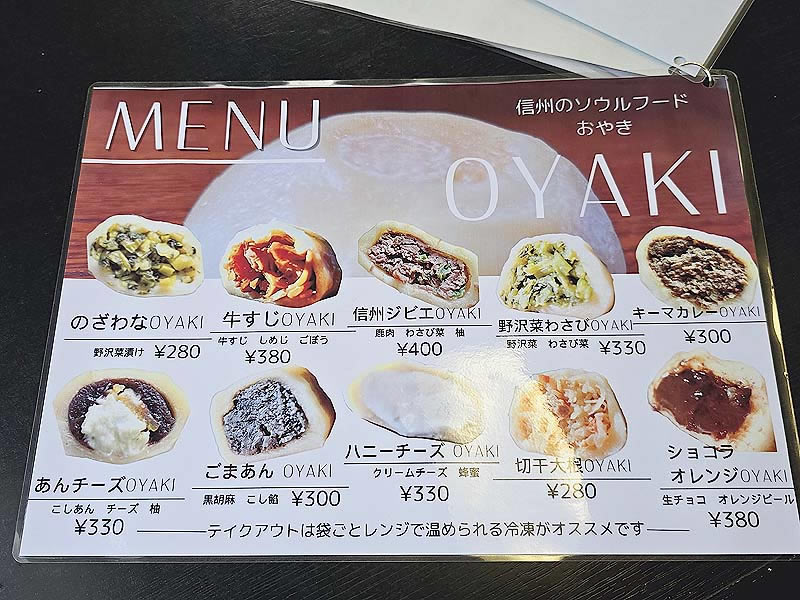 MENU
信州のソウルフード
おやき
OYAKI
のざわなOYAKI
野沢菜漬け ¥280
牛すじOYAKI
牛すじ しめじ ごぼう
¥380
信州ジビエOYAKI
鹿肉 わさび菜 柚
¥400
野沢菜わさびOYAKI
野沢菜 わさび菜 ¥330
キーマカレーOYAKI
¥300
あんチーズOYAKI
こしあん チーズ 柚
¥330
ごまあん OYAKI
黒胡麻 こし餡 ¥300
ハニーチーズ OYAKI
クリームチーズ 蜂蜜
¥330
切干大根OYAKI
¥280
ショコラ
オレンジOYAKI
生チョコ オレンジピール
¥380
テイクアウトは袋ごとレンジで温められる冷凍がオススメです